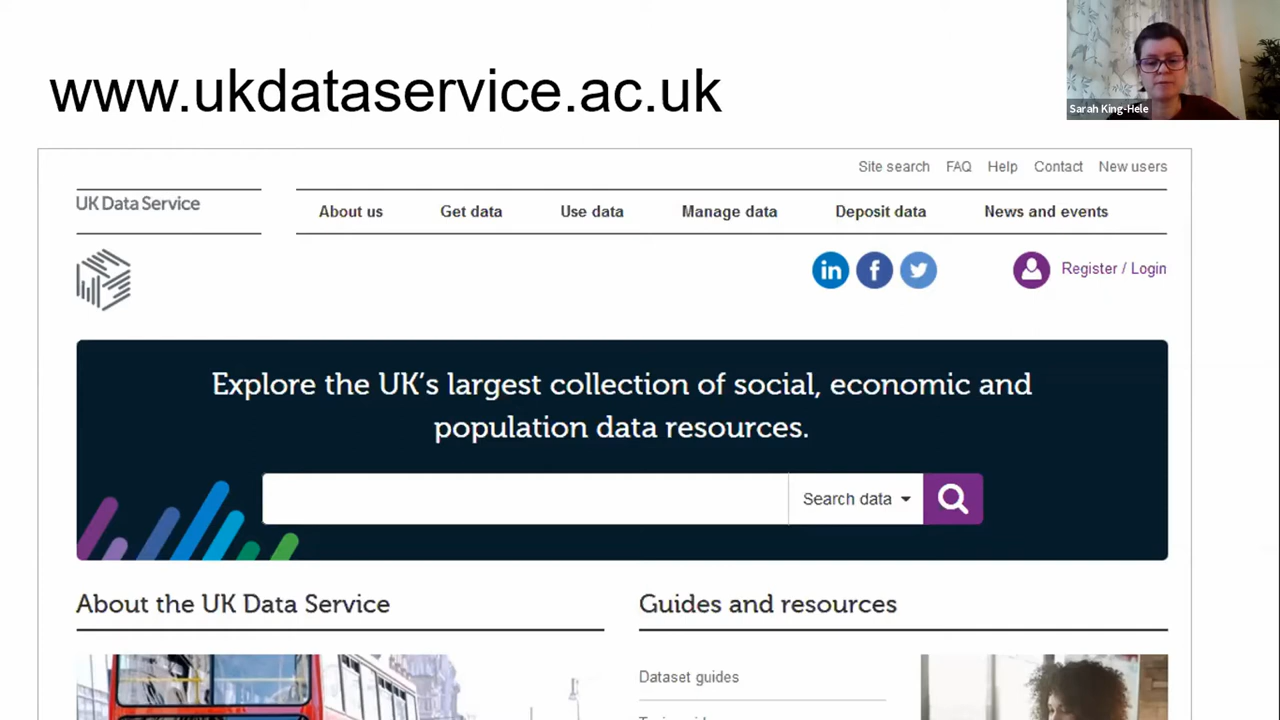 www.ukdataservice.ac.uk
Sarah King-Hele
Site search FAQ Help Contact New users
UK Data Service
About us Get data Use data Manage data Deposit data News and events
in f Register / Login
Explore the UK's largest collection of social, economic and
population data resources.
Search data
About the UK Data Service
Guides and resources
Dataset guides